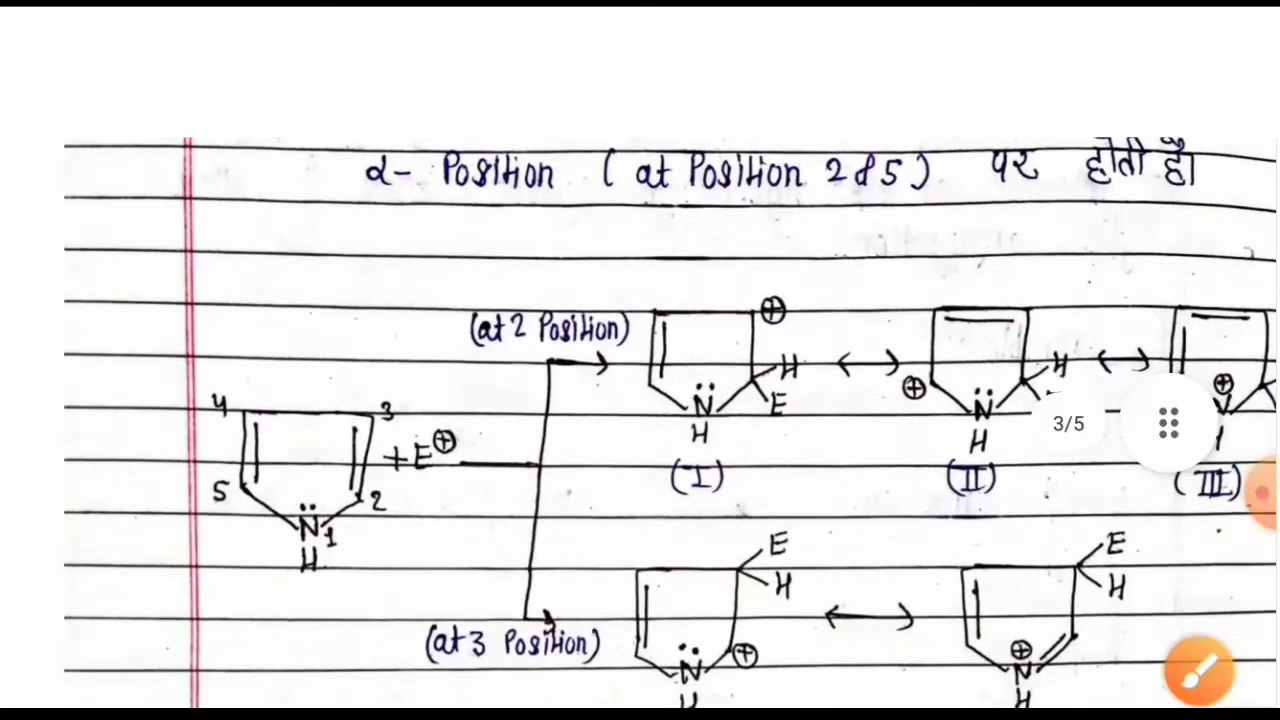 α- Position ( at Position 2 & 5 ) पर होती है।
(at 2 Position)
⊕
H
E
N
H
(I)
⊕
H
N
H
(II)
⊕
(III)
4
3
5
2
N
1
H
+ E⊕
3/5
(at 3 Position)
E
H
N
⊕
E
H
⊕
N
H